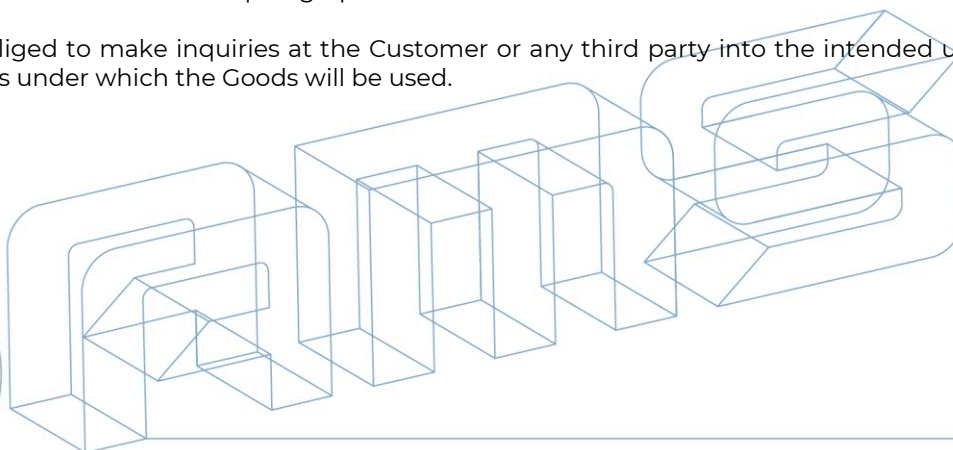 liged to make inquiries at the Customer or any third party into the intended u
s under which the Goods will be used.
ams